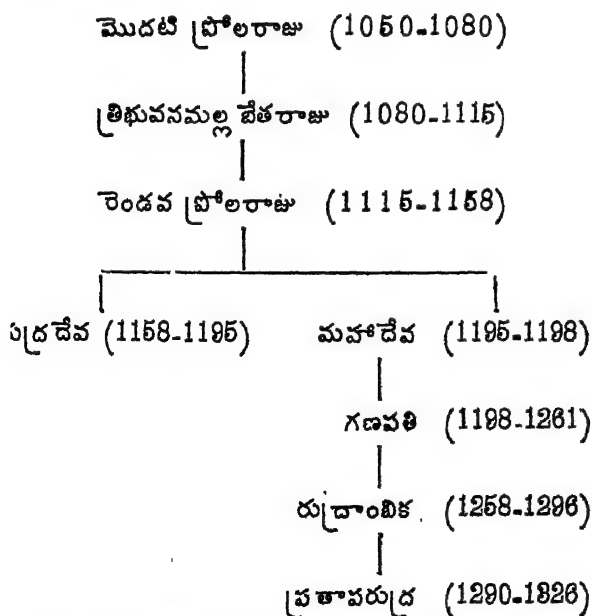 మొదటి ప్రోలరాజు (1050-1080)
త్రిభువనమల్ల బేతరాజు (1080-1115)
రెండవ ప్రోలరాజు (1115-1158)
(1158-1195) మహాదేవ (1195-1198)
గణపతి (1198-1261)
రుద్రాంబిక (1258-1296)
ప్రతాపరుద్ర (1290-1326)